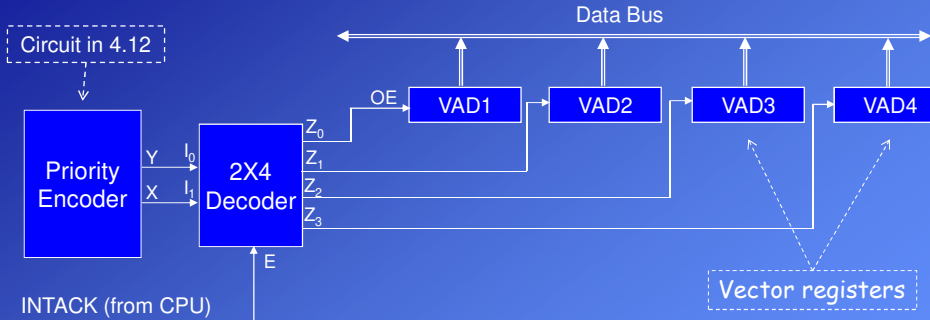 Data Bus
Circuit in 4.12
OE
VAD1
VAD2
VAD3
VAD4
Priority
Encoder
Y
X
I₀
I₁
2X4
Decoder
Z₀
Z₁
Z₂
Z₃
E
INTACK (from CPU)
Vector registers